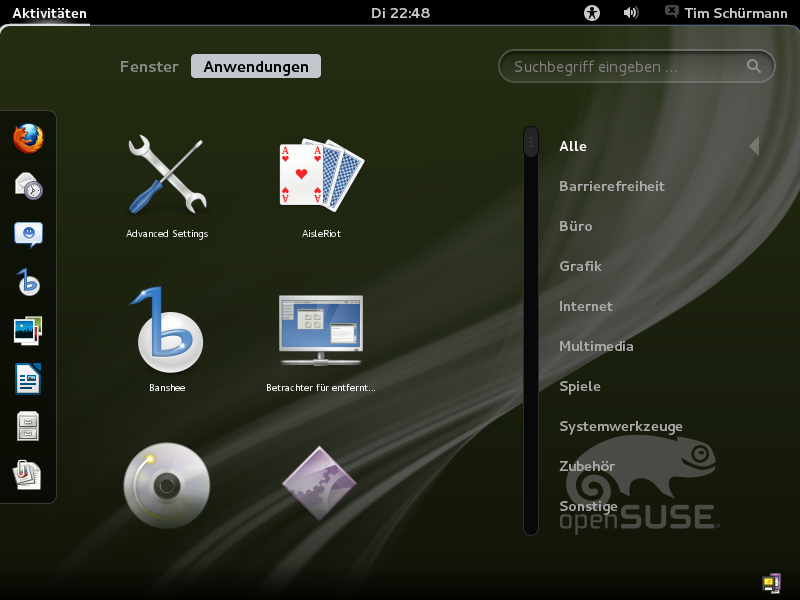 Aktivitäten
Di 22:48
Tim Schürmann
Fenster
Anwendungen
Suchbegriff eingeben ...
Advanced Settings
AisleRiot
Banshee
Betrachter für entfernt...
Alle
Barrierefreiheit
Büro
Grafik
Internet
Multimedia
Spiele
Systemwerkzeuge
Zubehör
Sonstige
openSUSE